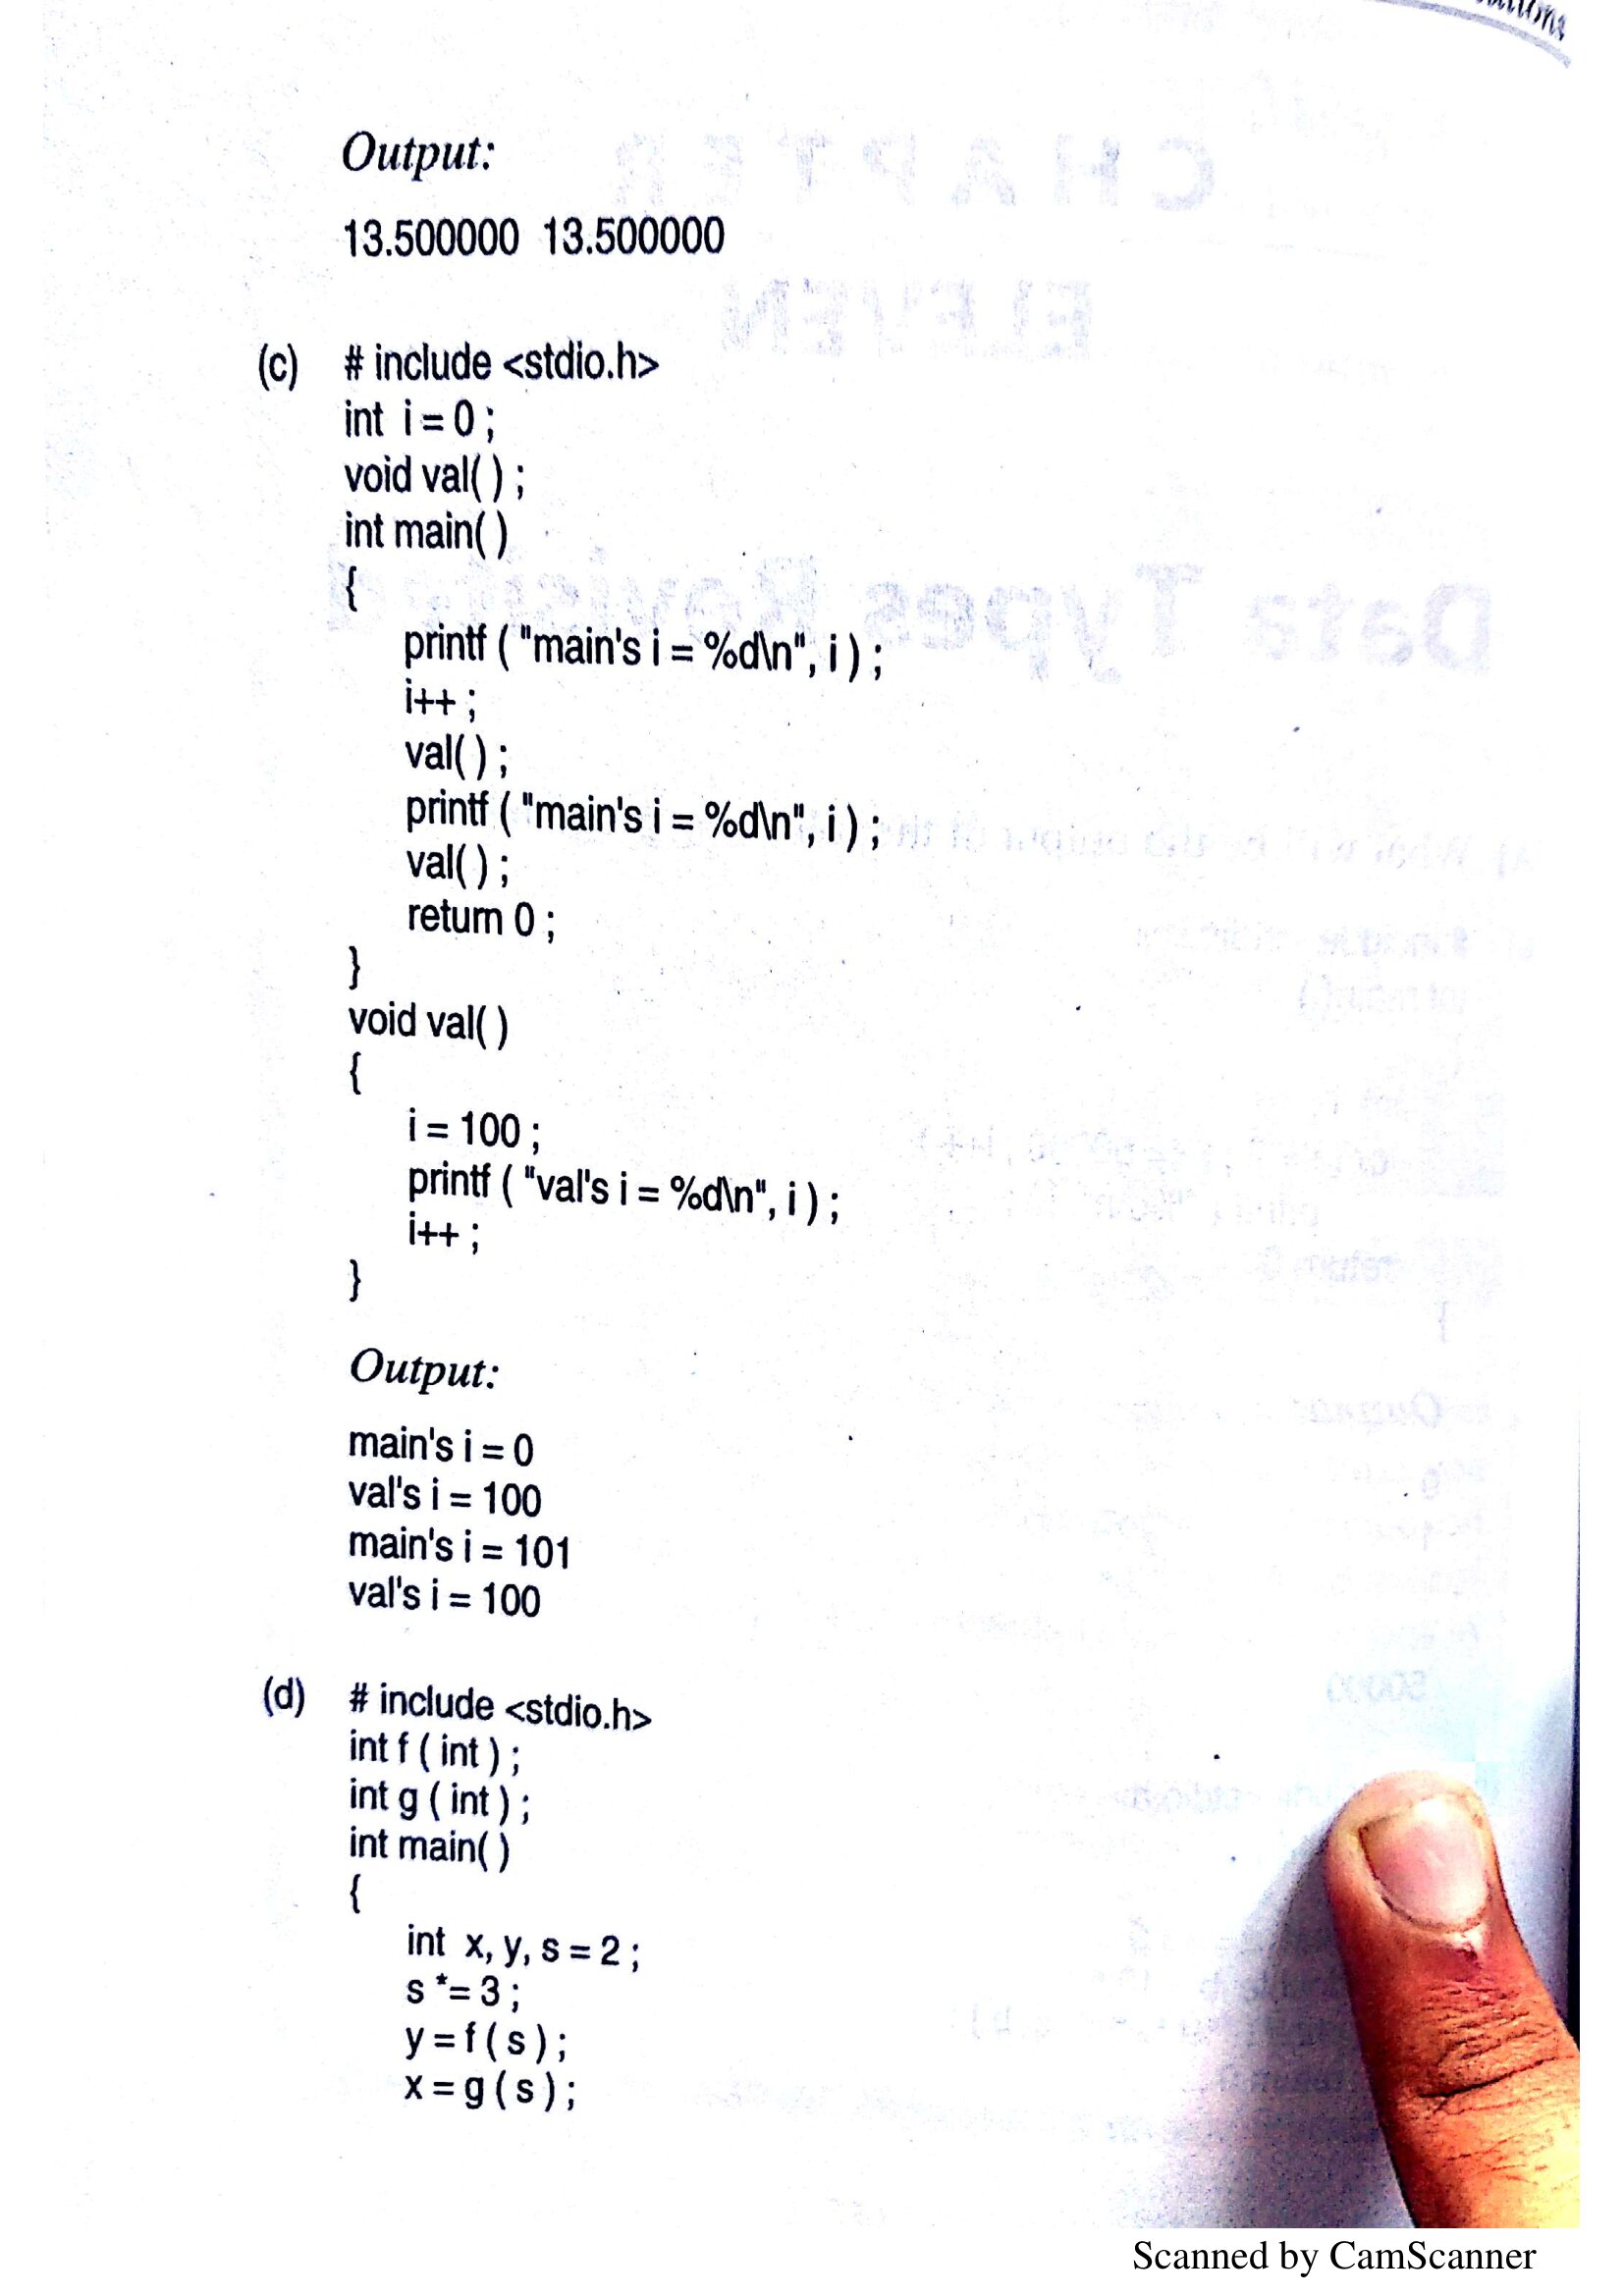 Output:
13.500000 13.500000
(c) # include <stdio.h>
int i = 0 ;
void val( ) ;
int main( )
{
printf ( "main's i = %d\n", i ) ;
i++ ;
val( ) ;
printf ( "main's i = %d\n", i ) ;
val( ) ;
return 0 ;
}
void val( )
{
i = 100 ;
printf ( "val's i = %d\n", i ) ;
i++ ;
}
Output:
main's i = 0
val's i = 100
main's i = 101
val's i = 100
(d) # include <stdio.h>
int f ( int ) ;
int g ( int ) ;
int main( )
{
int x, y, s = 2 ;
s *= 3 ;
y = f ( s ) ;
x = g ( s ) ;
Scanned by CamScanner